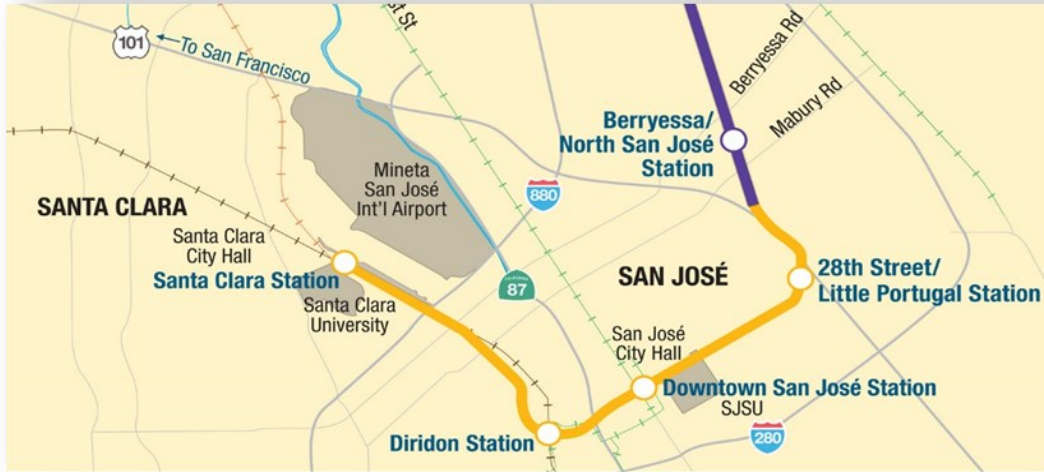 101
To San Francisco
st St
Berryessa Rd
Mabury Rd
Berryessa/
North San José
Station
Mineta
San José
Int'l Airport
880
SANTA CLARA
Santa Clara
City Hall
Santa Clara Station
Santa Clara
University
87
SAN JOSÉ
28th Street/
Little Portugal Station
San José
City Hall
Downtown San José Station
SJSU
Diridon Station
280